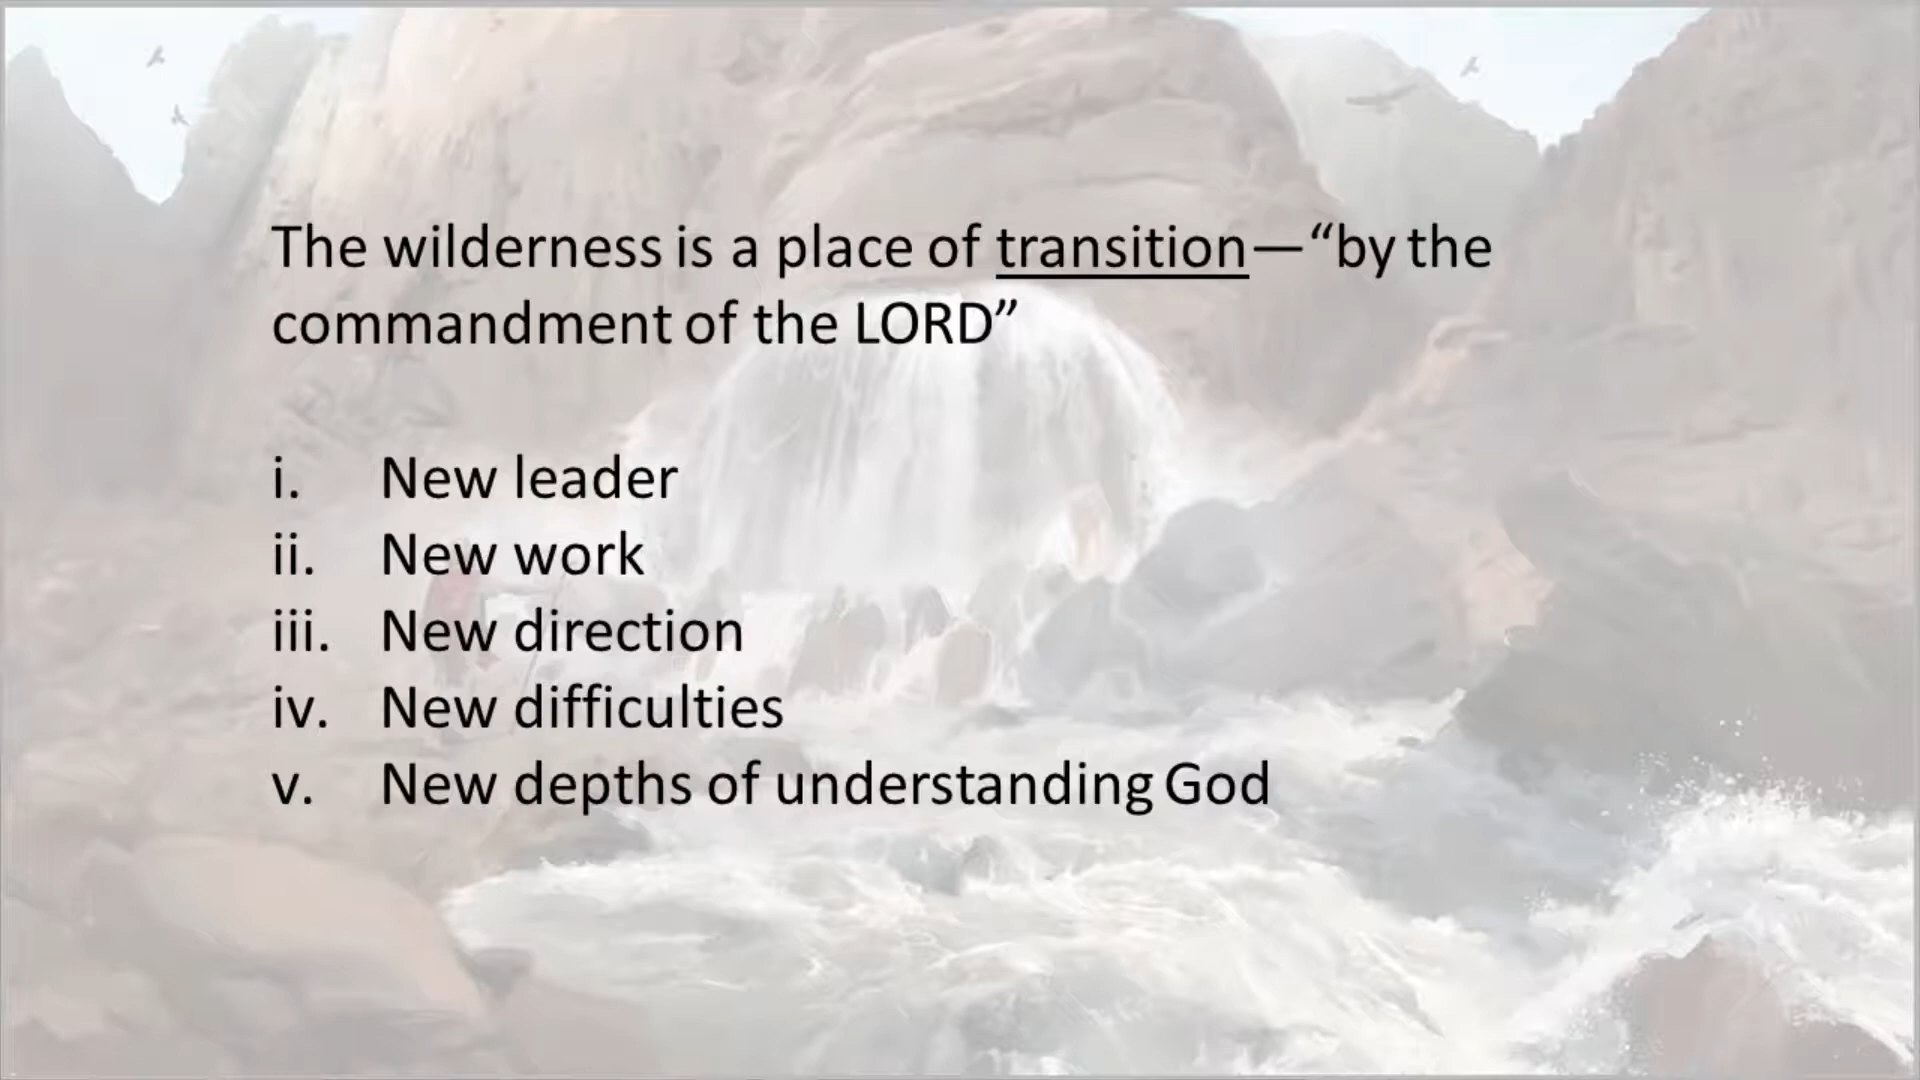 The wilderness is a place of transition—“by the
commandment of the LORD”
i. New leader
ii. New work
iii. New direction
iv. New difficulties
v. New depths of understanding God